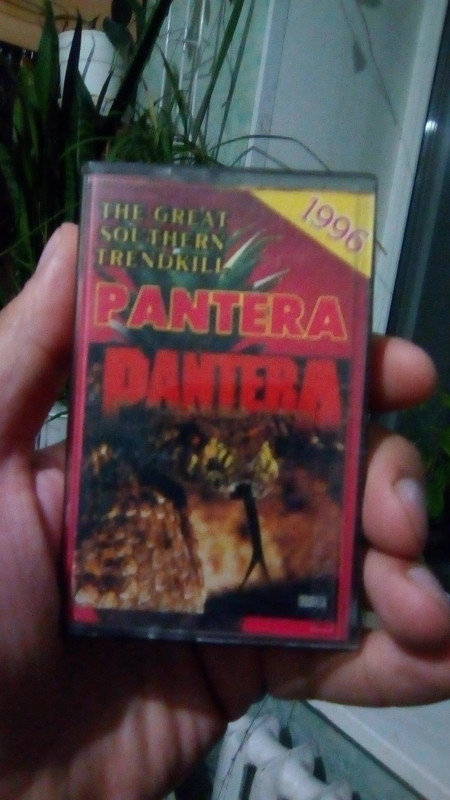 THE GREAT
SOUTHERN
TRENDKILL
1996
PANTERA
PANTERA